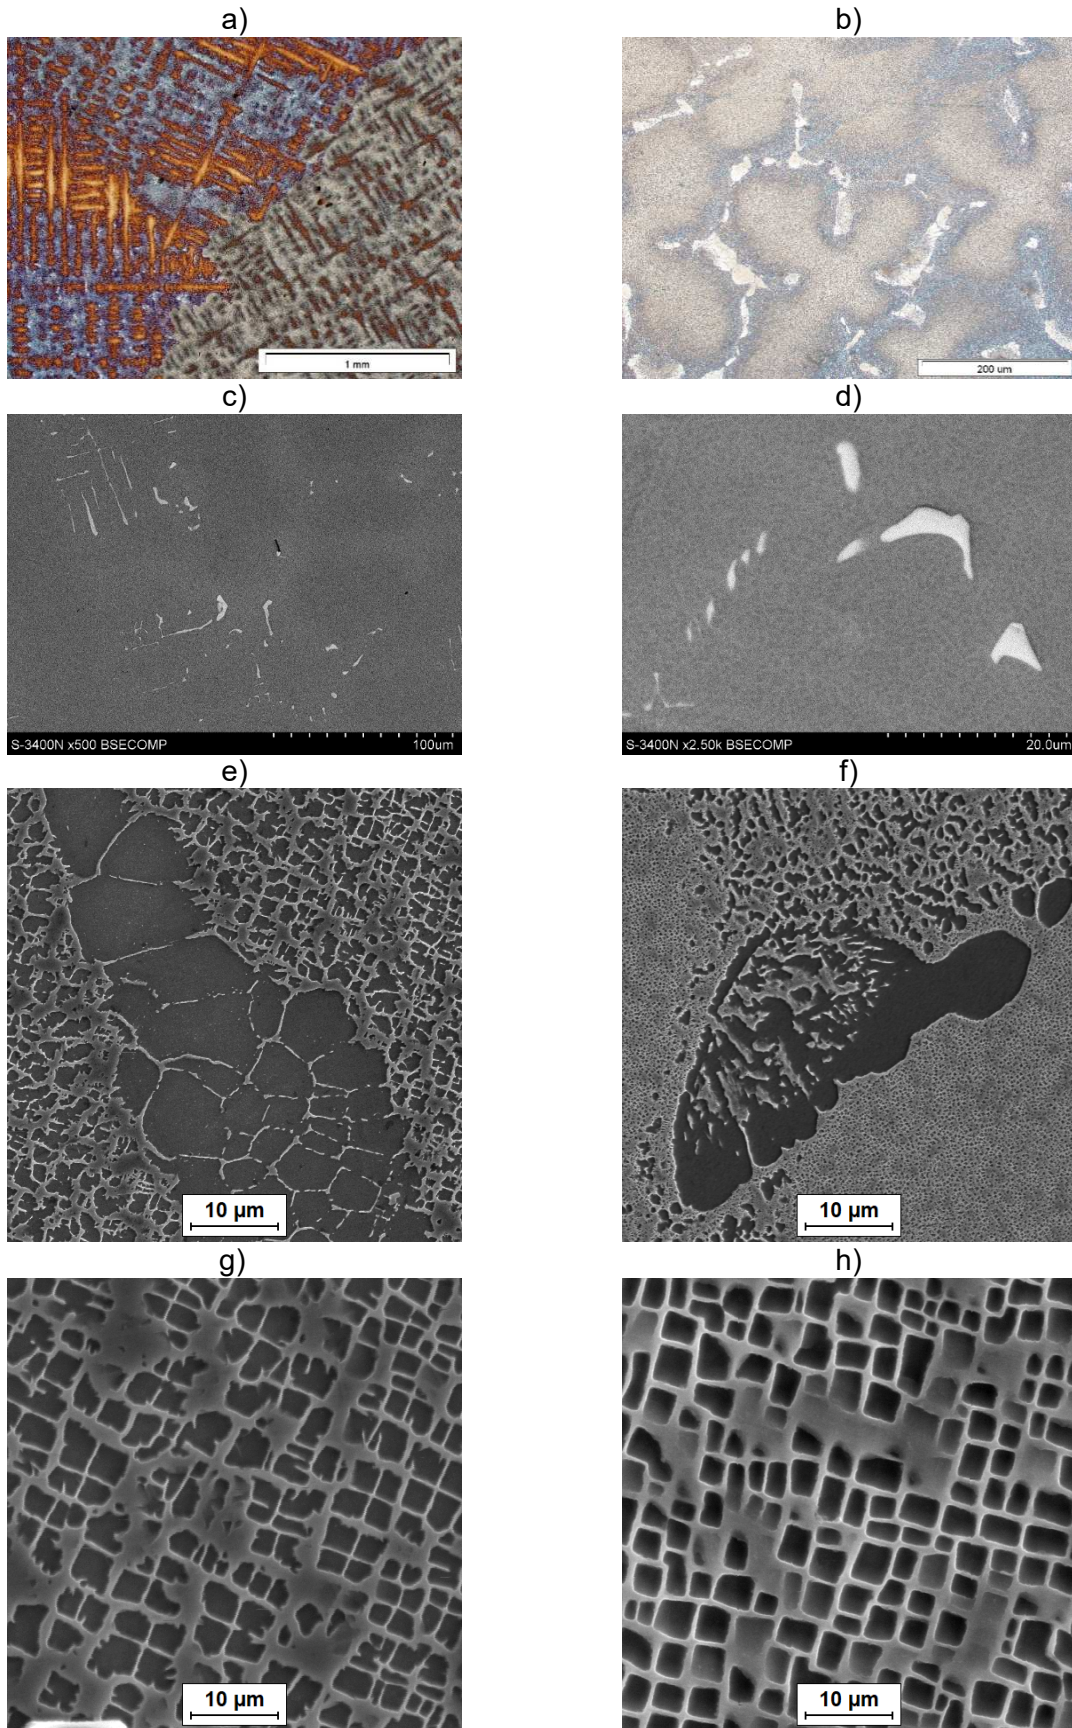 a)
b)
1 mm
200 um
c)
d)
S-3400N x500 BSECOMP 100um
S-3400N x2.50k BSECOMP 20.0um
e)
f)
10 µm
10 µm
g)
h)
10 µm
10 µm